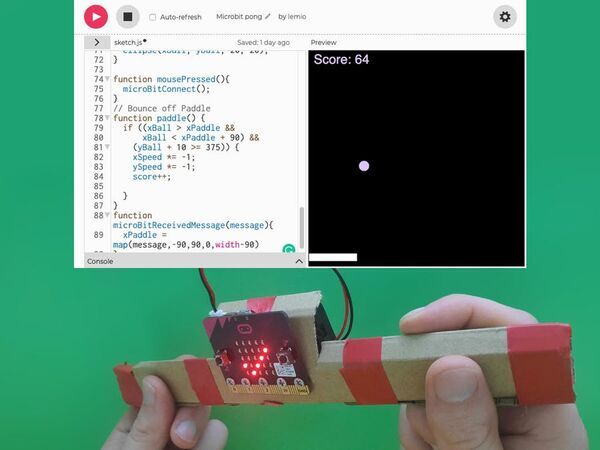 Auto-refresh
Microbit pong
by lemio
sketch.js
Saved: 1 day ago
Preview
71 ellipse(xBall, yBall, 20, 20);
72 }
73
74 function mousePressed(){
75 microBitConnect();
76 }
77 // Bounce off Paddle
78 function paddle() {
79 if ((xBall > xPaddle &&
80 xBall < xPaddle + 90) &&
81 (yBall + 10 >= 375)) {
82 xSpeed *= -1;
83 ySpeed *= -1;
84 score++;
85
86 }
87 }
88 function
microBitReceivedMessage(message){
89 xPaddle =
map(message,-90,90,0,width-90)
Console
Score: 64